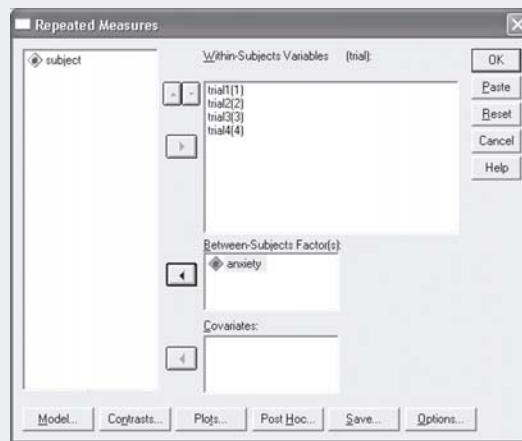 Repeated Measures
subject
Within-Subjects Variables (trial):
trial1(1)
trial2(2)
trial3(3)
trial4(4)
OK
Paste
Reset
Cancel
Help
Between-Subjects Factor(s):
anxiety
Covariates:
Model...
Contrasts...
Plots...
Post Hoc...
Save...
Options...